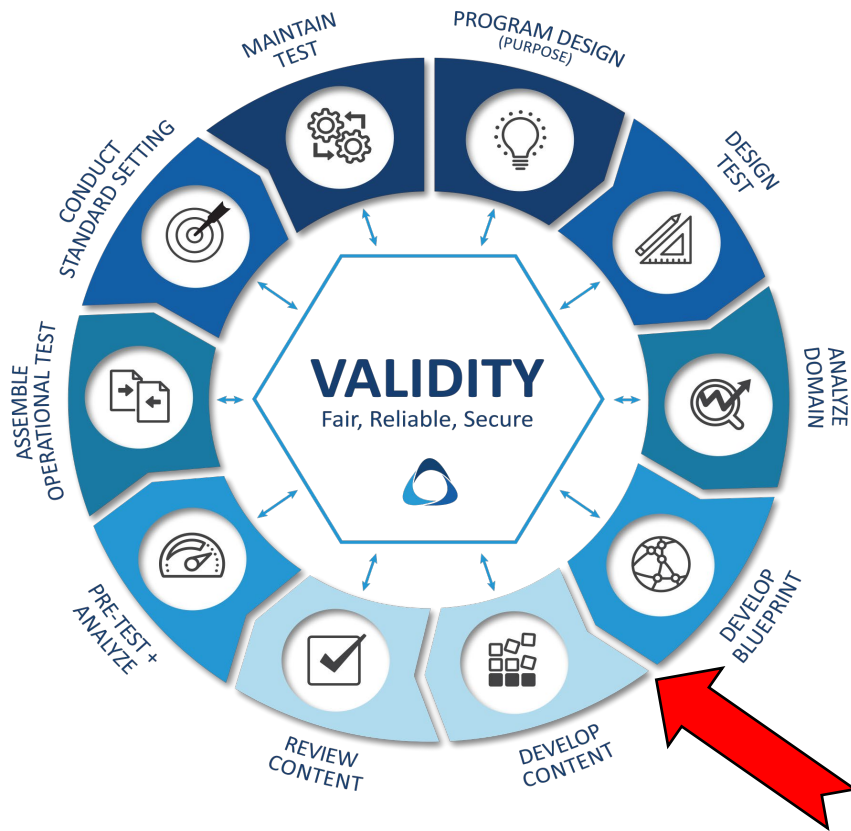 PROGRAM DESIGN
(PURPOSE)
DESIGN
TEST
ANALYZE
DOMAIN
DEVELOP
BLUEPRINT
DEVELOP
CONTENT
REVIEW
CONTENT
PRE-TEST +
ANALYZE
ASSEMBLE
OPERATIONAL TEST
CONDUCT
STANDARD SETTING
MAINTAIN
TEST
VALIDITY
Fair, Reliable, Secure